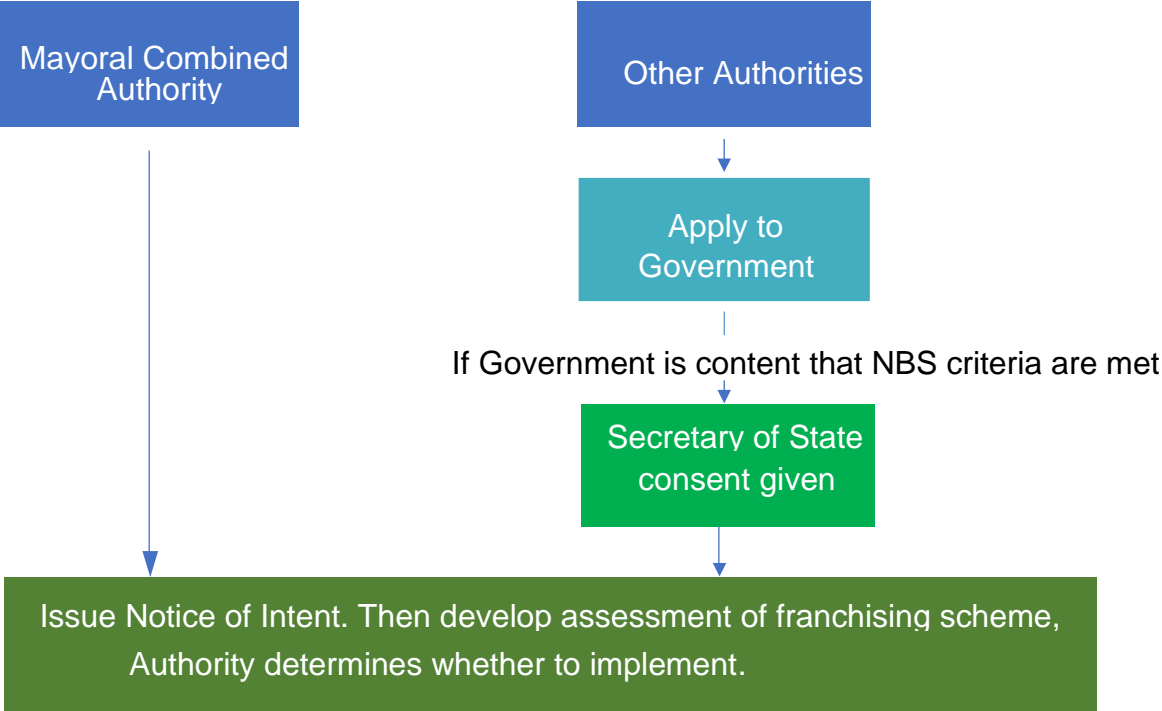 Mayoral Combined
Authority
Other Authorities
Apply to
Government
If Government is content that NBS criteria are met
Secretary of State
consent given
Issue Notice of Intent. Then develop assessment of franchising scheme,
Authority determines whether to implement.